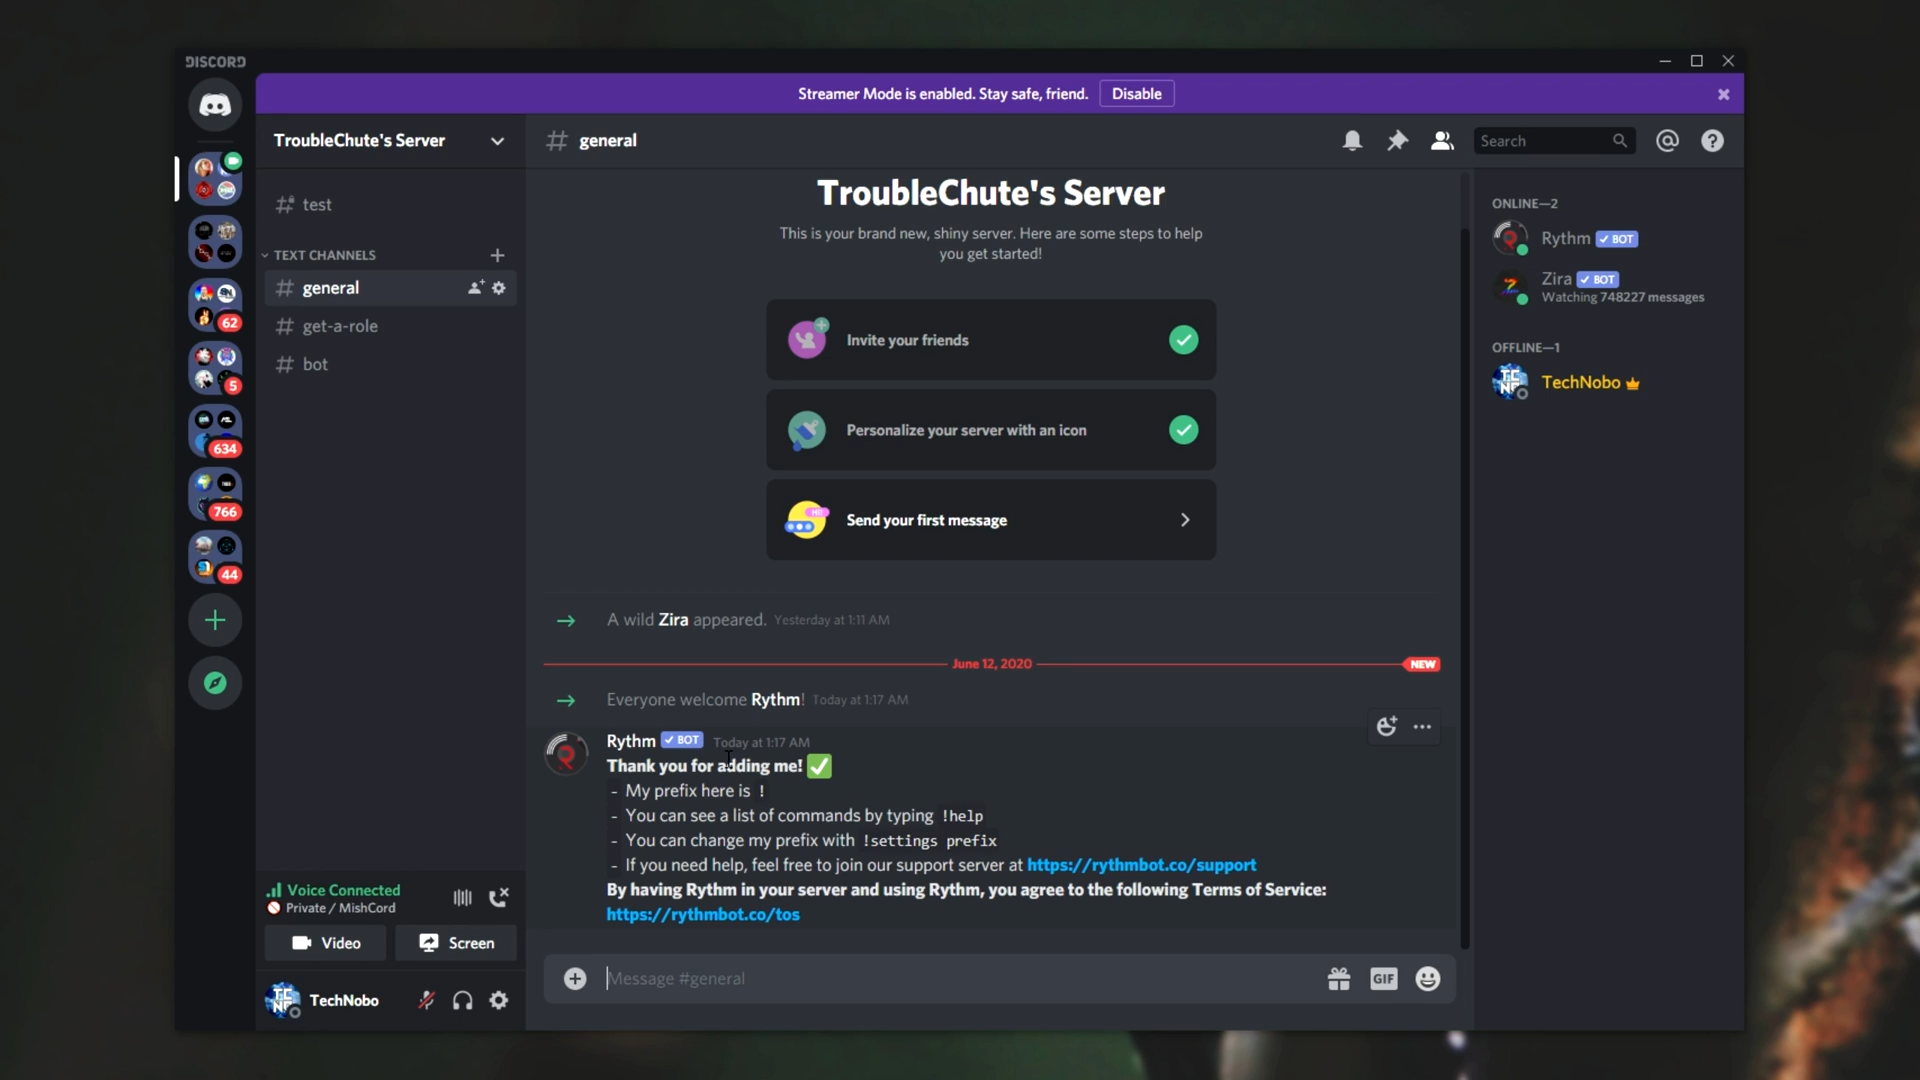 DISCORD
Streamer Mode is enabled. Stay safe, friend. Disable
TroubleChute's Server
general
Search
test
TEXT CHANNELS
general
get-a-role
bot
62
5
634
766
44
TroubleChute's Server
This is your brand new, shiny server. Here are some steps to help
you get started!
Invite your friends
Personalize your server with an icon
Send your first message
A wild Zira appeared. Yesterday at 1:11 AM
June 12, 2020 NEW
Everyone welcome Rythm! Today at 1:17 AM
Rythm BOT Today at 1:17 AM
Thank you for adding me!
- My prefix here is !
- You can see a list of commands by typing !help
- You can change my prefix with !settings prefix
- If you need help, feel free to join our support server at https://rythmbot.co/support
By having Rythm in your server and using Rythm, you agree to the following Terms of Service:
https://rythmbot.co/tos
Message #general
GIF
ONLINE—2
Rythm BOT
Zira BOT
Watching 748227 messages
OFFLINE—1
TechNobo
Voice Connected
Private / MishCord
Video Screen
TechNobo